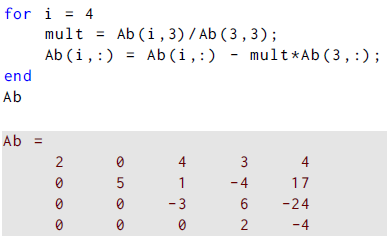 for i = 4
mult = Ab(i,3)/Ab(3,3);
Ab(i,:) = Ab(i,:) - mult*Ab(3,:);
end
Ab
Ab =
2 0 4 3 4
0 5 1 -4 17
0 0 -3 6 -24
0 0 0 2 -4